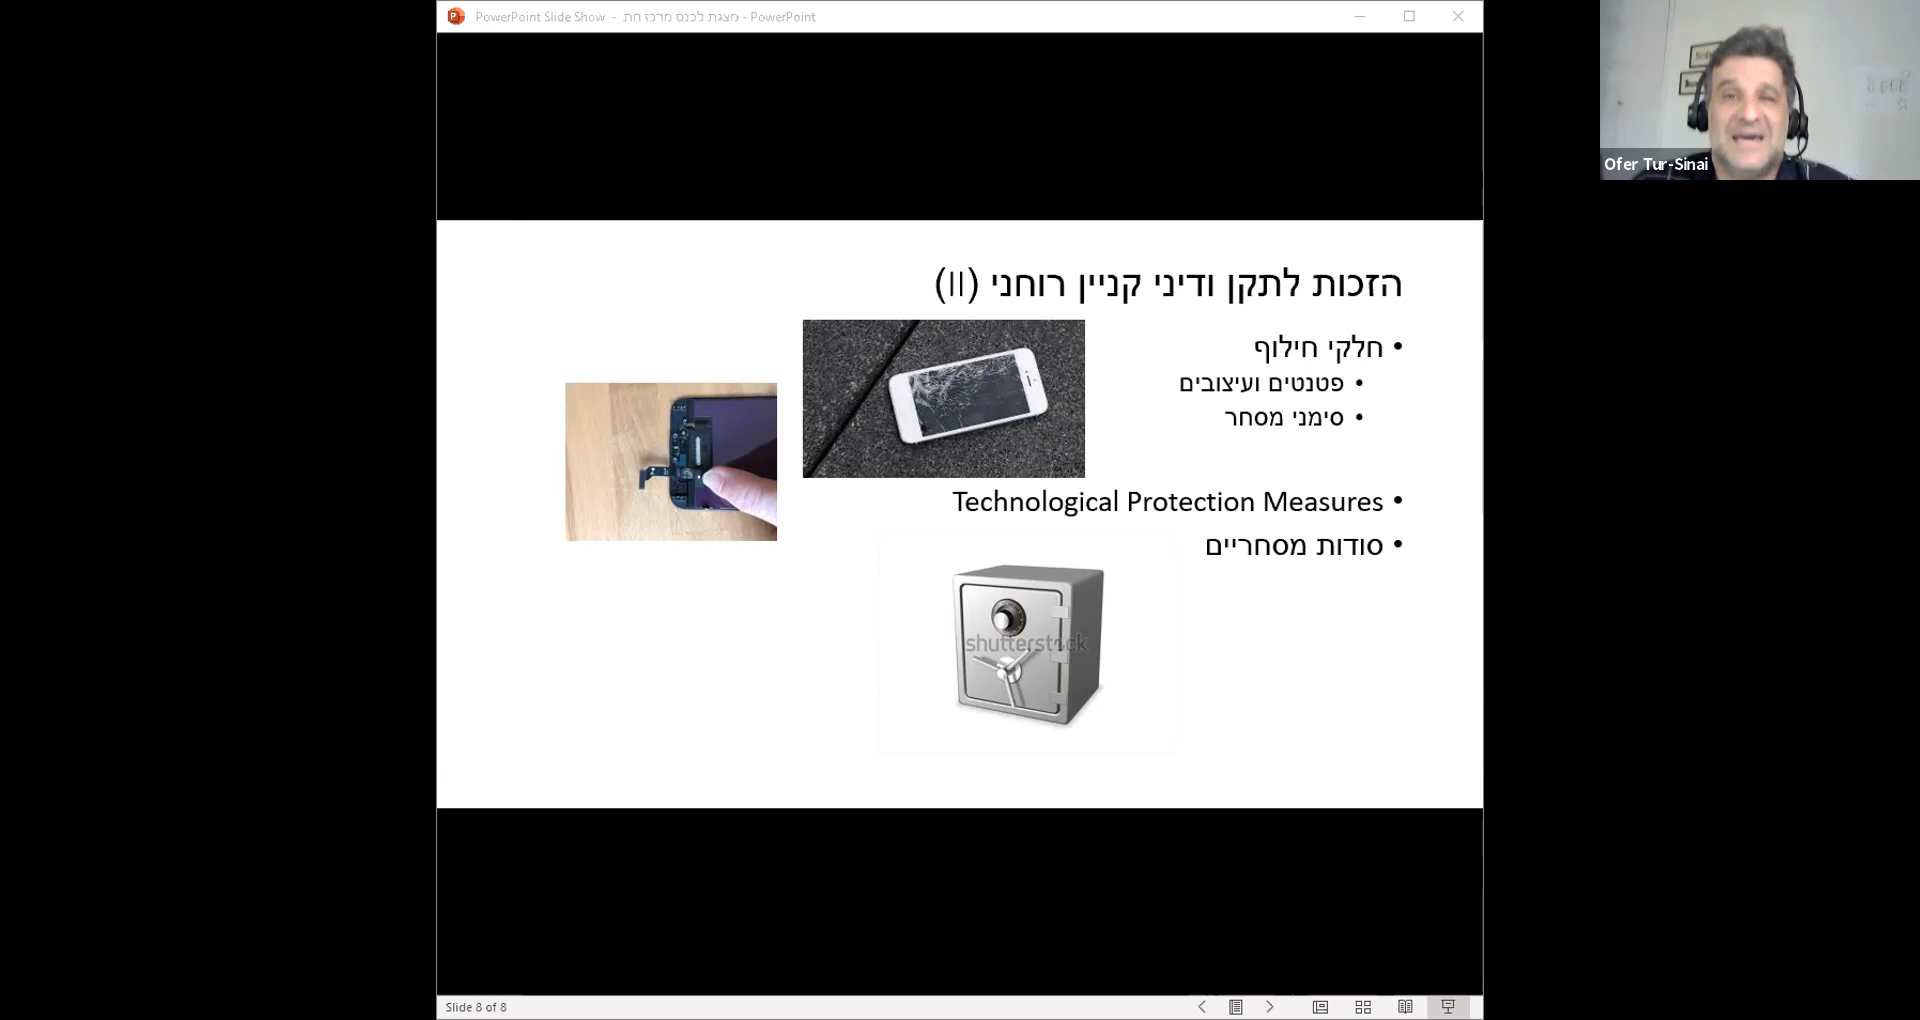 PowerPoint Slide Show - מצגת לכנס מרכז חת - PowerPoint
Ofer Tur-Sinai
הזכות לתקן ודיני קניין רוחני (II)
• חלקי חילוף
• פטנטים ועיצובים
• סימני מסחר
• Technological Protection Measures
• סודות מסחריים
shutterstock
Slide 8 of 8